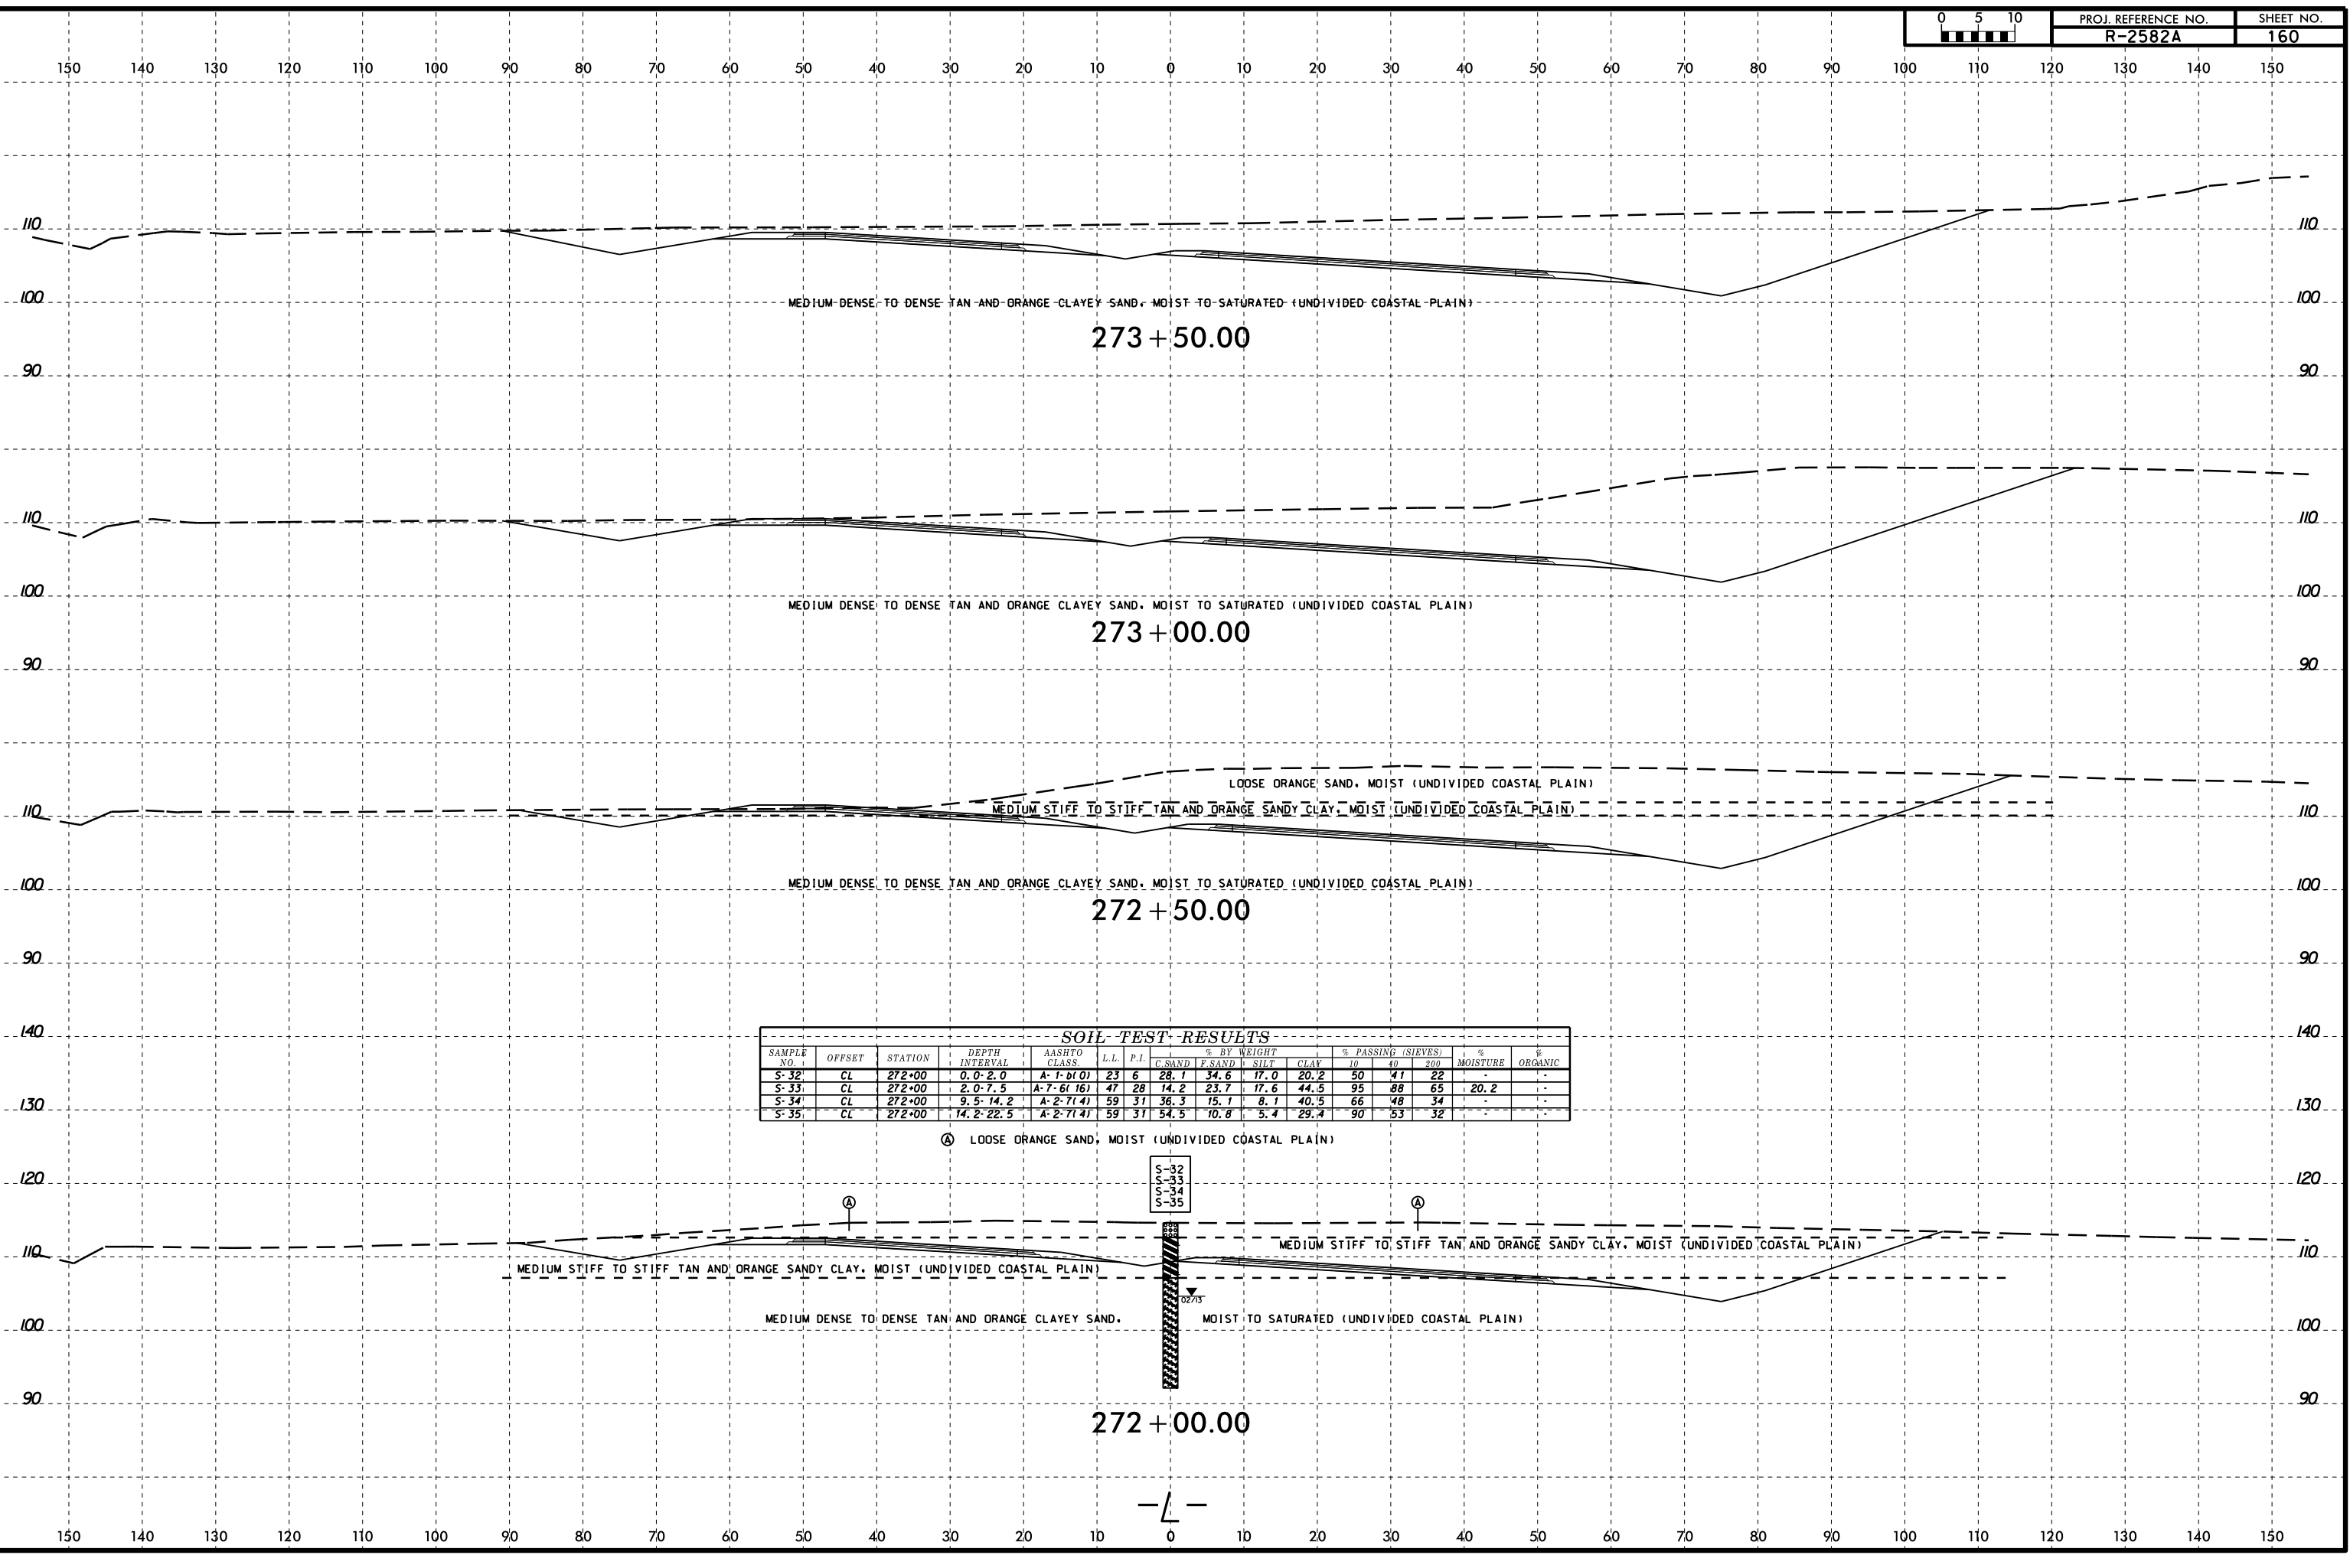 0 5 10
PROJ. REFERENCE NO. SHEET NO.
R-2582A 160
150 140 130 120 110 100 90 80 70 60 50 40 30 20 10 0 10 20 30 40 50 60 70 80 90 100 110 120 130 140 150
110 110
100 100
MEDIUM DENSE TO DENSE TAN AND ORANGE CLAYEY SAND, MOIST TO SATURATED (UNDIVIDED COASTAL PLAIN)
273+50.00
90 90
110 110
100 100
MEDIUM DENSE TO DENSE TAN AND ORANGE CLAYEY SAND, MOIST TO SATURATED (UNDIVIDED COASTAL PLAIN)
273+00.00
90 90
LOOSE ORANGE SAND, MOIST (UNDIVIDED COASTAL PLAIN)
MEDIUM STIFF TO STIFF TAN AND ORANGE SANDY CLAY, MOIST (UNDIVIDED COASTAL PLAIN)
110 110
MEDIUM DENSE TO DENSE TAN AND ORANGE CLAYEY SAND, MOIST TO SATURATED (UNDIVIDED COASTAL PLAIN)
100 100
272+50.00
90 90
140 140
SOIL TEST RESULTS
SAMPLE NO. OFFSET STATION DEPTH INTERVAL AASHTO CLASS. L.L. P.I. % BY WEIGHT % PASSING (SIEVES) % MOISTURE % ORGANIC
C.SAND F.SAND SILT CLAY 10 40 200
S-32 CL 272+00 0.0-2.0 A-1-b(0) 23 6 28.1 34.6 17.0 20.2 50 41 22 - -
S-33 CL 272+00 2.0-7.5 A-7-6(16) 47 28 14.2 23.7 17.6 44.5 95 88 65 20.2 -
S-34 CL 272+00 9.5-14.2 A-2-7(4) 59 31 36.3 15.1 8.1 40.5 66 48 34 - -
S-35 CL 272+00 14.2-22.5 A-2-7(4) 59 31 54.5 10.8 5.4 29.4 90 53 32 - -
130 130
Ⓐ LOOSE ORANGE SAND, MOIST (UNDIVIDED COASTAL PLAIN)
120 120
S-32
S-33
S-34
S-35
Ⓐ Ⓐ
MEDIUM STIFF TO STIFF TAN AND ORANGE SANDY CLAY, MOIST (UNDIVIDED COASTAL PLAIN)
110 110
MEDIUM STIFF TO STIFF TAN AND ORANGE SANDY CLAY, MOIST (UNDIVIDED COASTAL PLAIN)
02/13
MEDIUM DENSE TO DENSE TAN AND ORANGE CLAYEY SAND, MOIST TO SATURATED (UNDIVIDED COASTAL PLAIN)
100 100
90 90
272+00.00
-L-
150 140 130 120 110 100 90 80 70 60 50 40 30 20 10 0 10 20 30 40 50 60 70 80 90 100 110 120 130 140 150